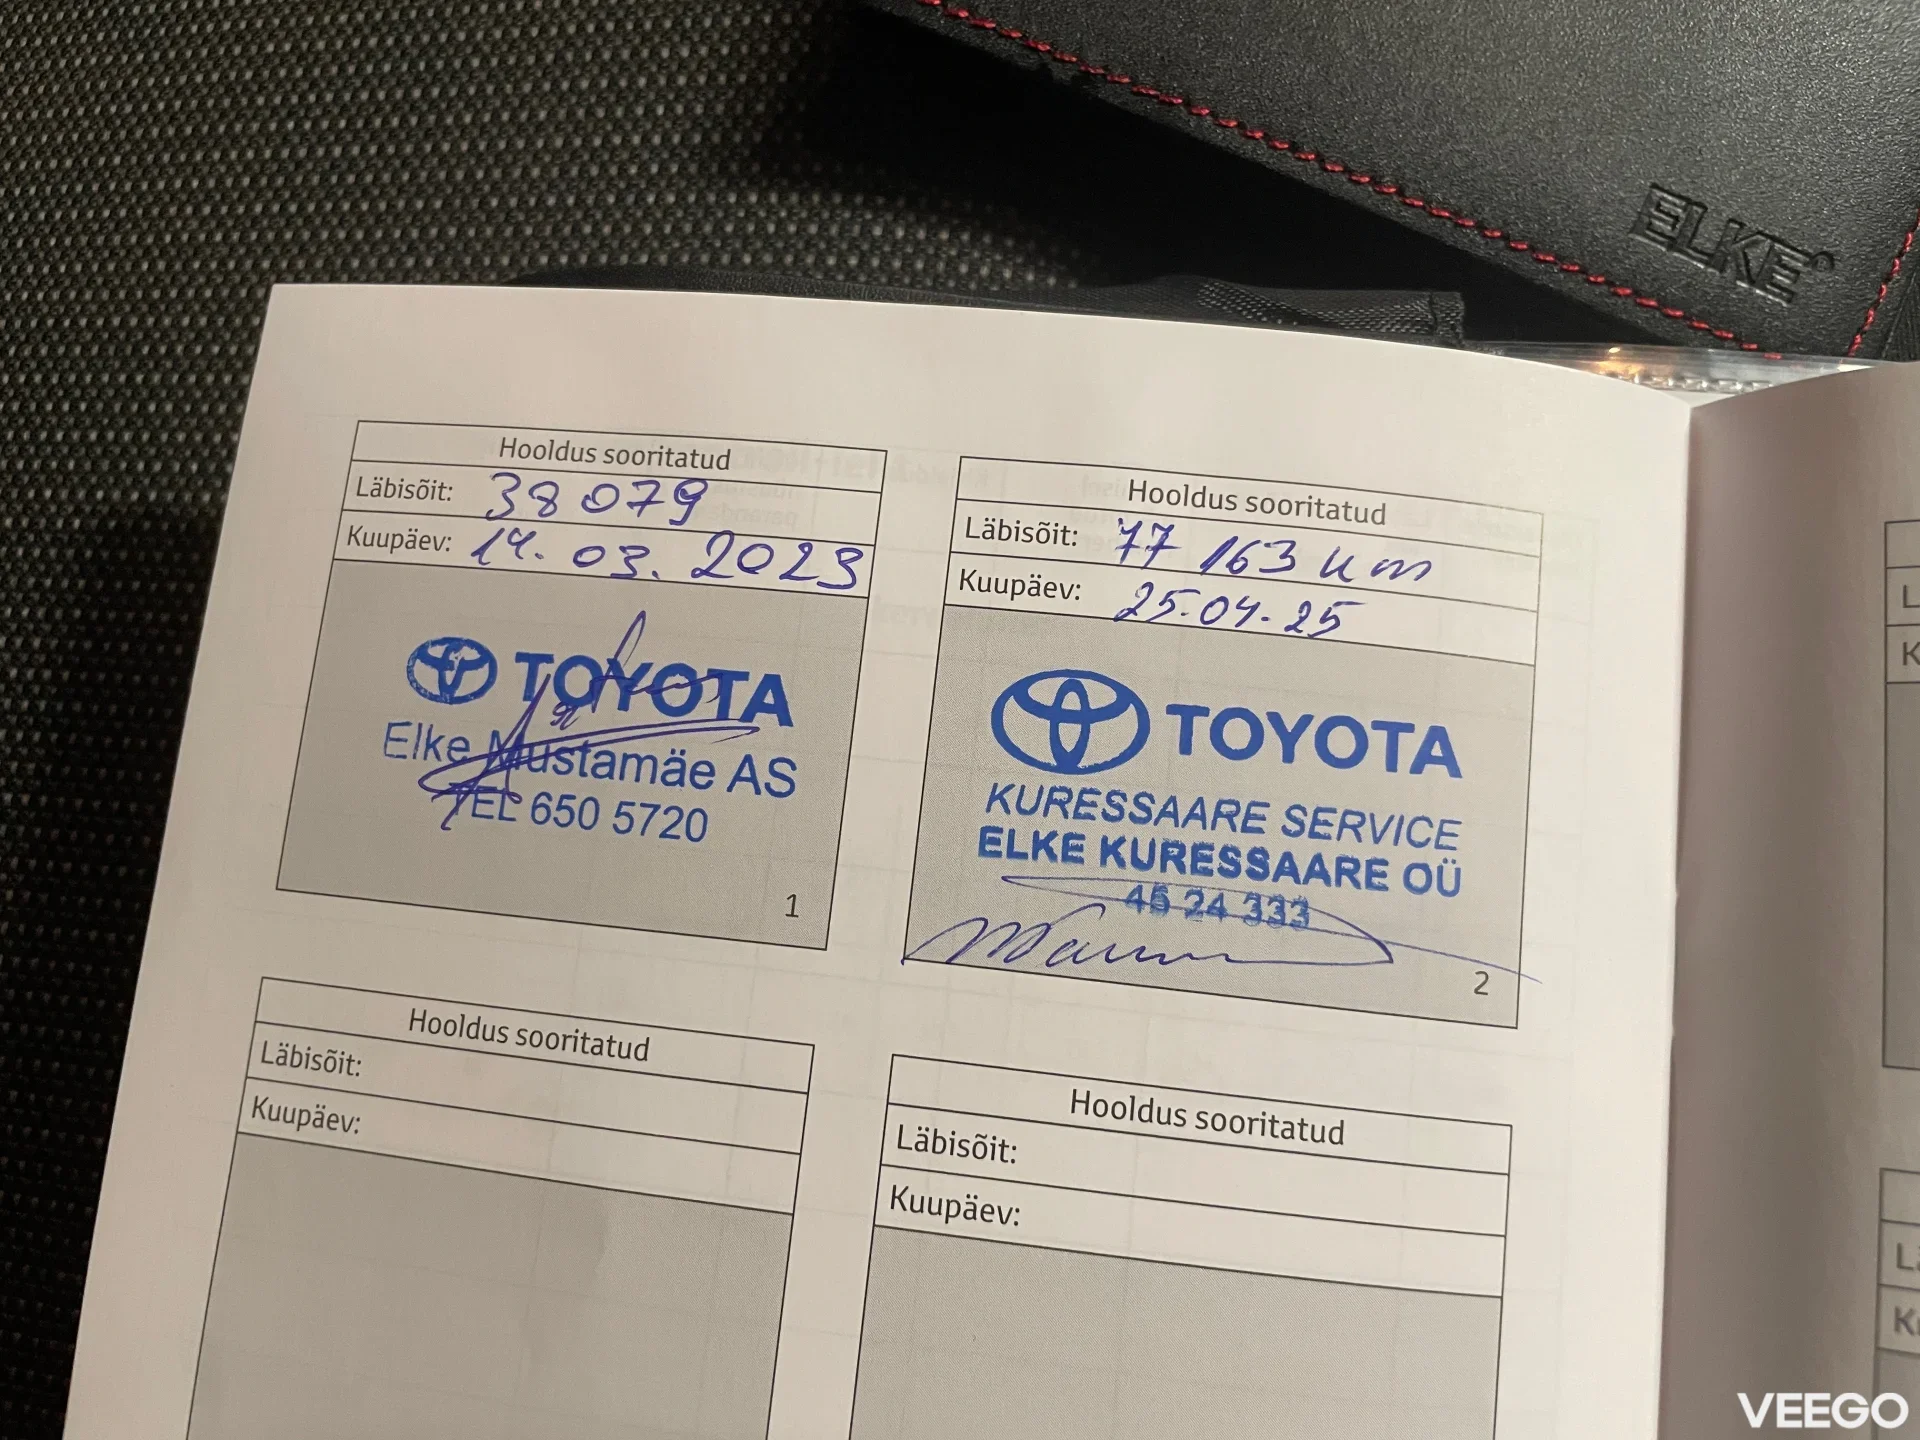 ELKE®
Hooldus sooritatud
Läbisõit: 38 079
Kuupäev: 14. 03. 2023
TOYOTA
Elke Mustamäe AS
TEL 650 5720
1
Hooldus sooritatud
Läbisõit: 77 163 km
Kuupäev: 25.04.25
TOYOTA
KURESSAARE SERVICE
ELKE KURESSAARE OÜ
45 24 333
2
Hooldus sooritatud
Läbisõit:
Kuupäev:
Hooldus sooritatud
Läbisõit:
Kuupäev:
VEEGO